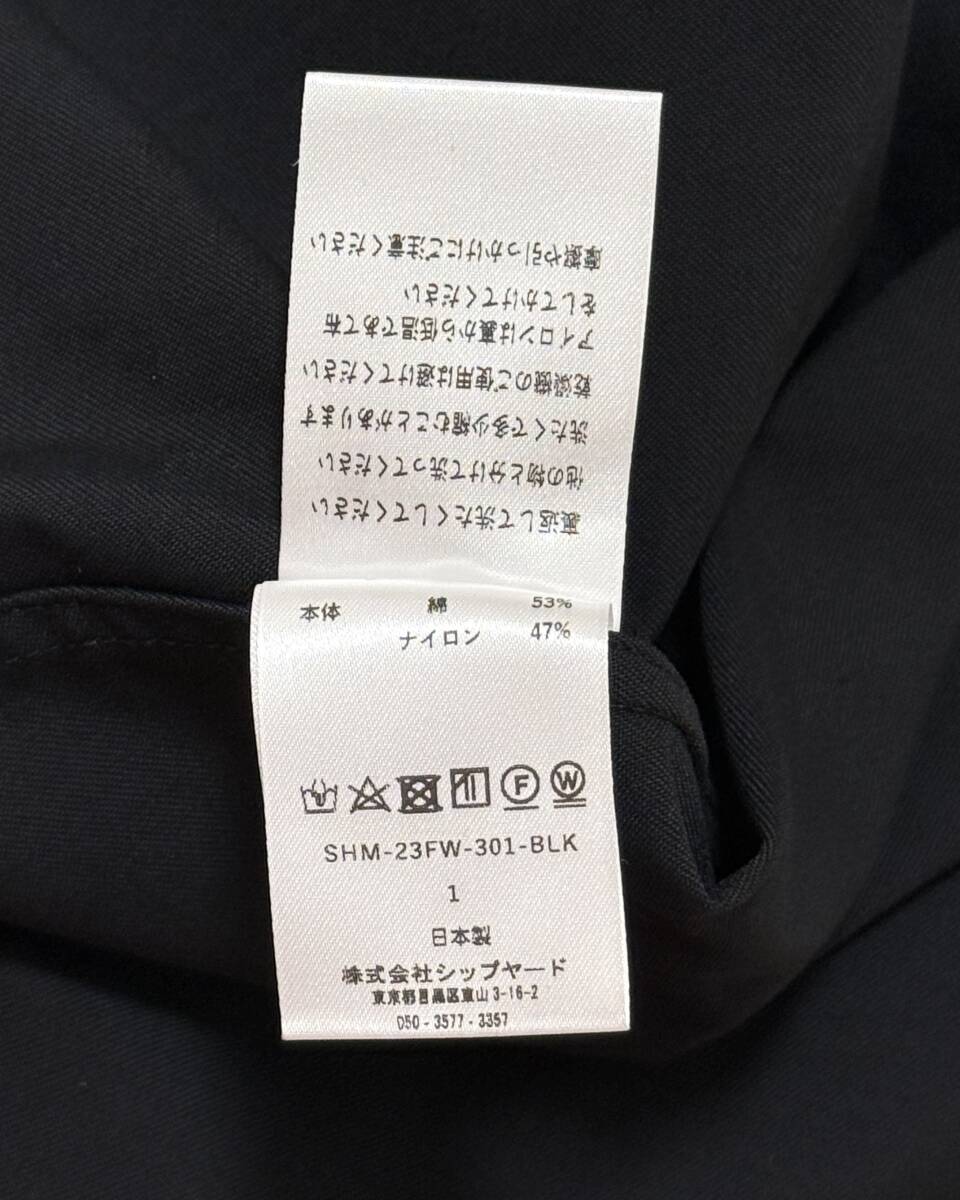 裏返して洗たくしてください
他の物と分けて洗ってください
洗たくで多少縮むことがあります
乾燥機のご使用は避けてください
アイロンは裏から低温であて布
をしてかけてください
摩擦や引っかけにご注意ください
本体 綿 53%
ナイロン 47%
F W
SHM-23FW-301-BLK
1
日本製
株式会社シップヤード
東京都目黒区東山3-16-2
050-3577-3357